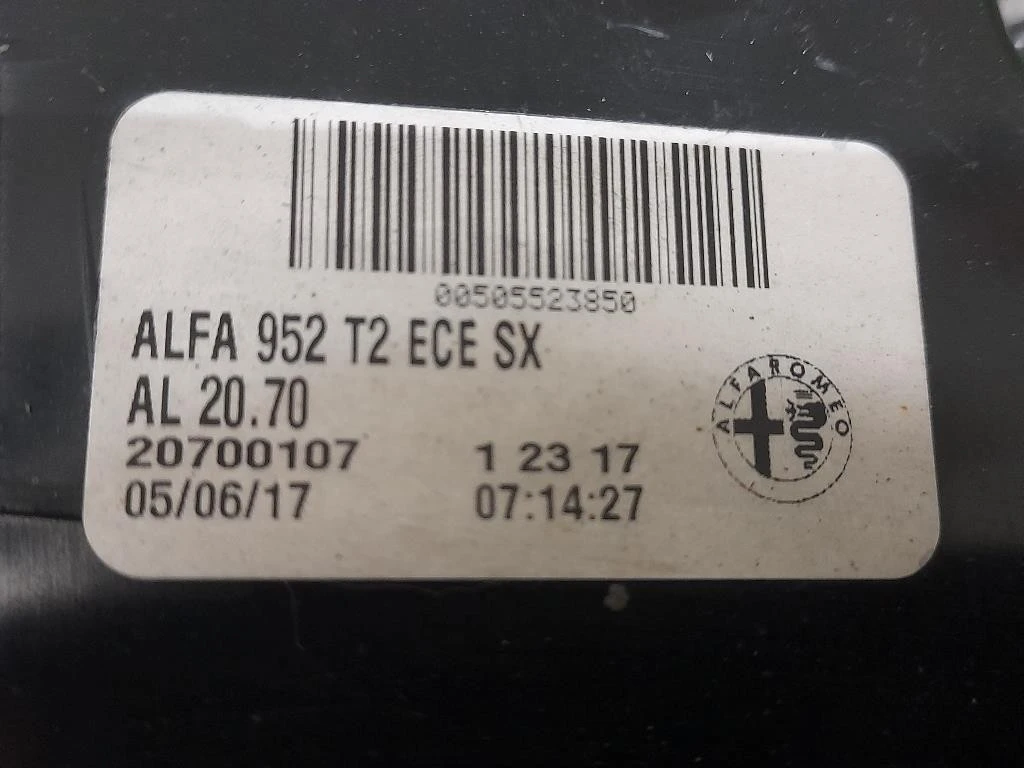 00505523850
ALFA 952 T2 ECE SX
AL 20.70
20700107 1 23 17
05/06/17 07:14:27
ALFA ROMEO